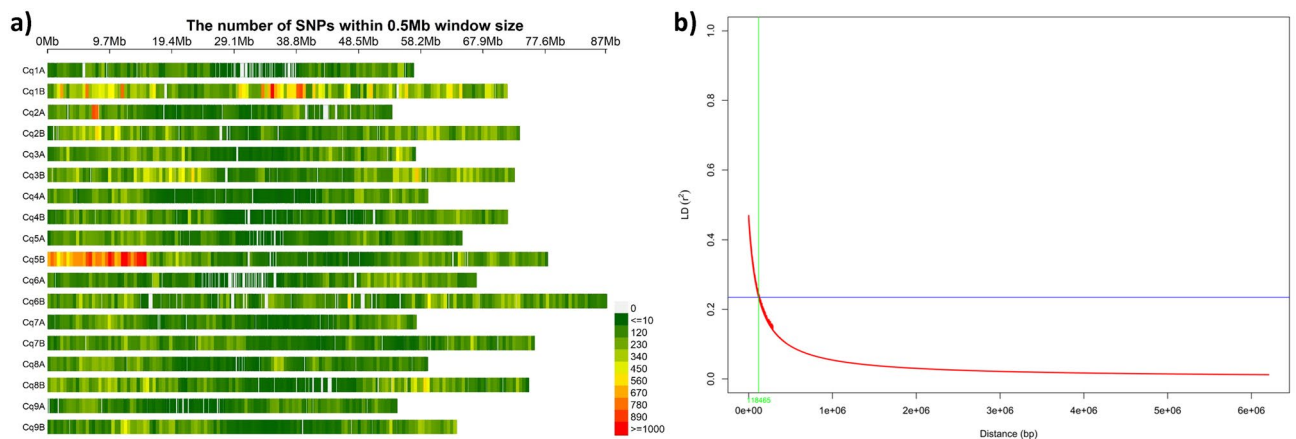 a)
The number of SNPs within 0.5Mb window size
0Mb 9.7Mb 19.4Mb 29.1Mb 38.8Mb 48.5Mb 58.2Mb 67.9Mb 77.6Mb 87Mb
Cq1A
Cq1B
Cq2A
Cq2B
Cq3A
Cq3B
Cq4A
Cq4B
Cq5A
Cq5B
Cq6A
Cq6B
Cq7A
Cq7B
Cq8A
Cq8B
Cq9A
Cq9B
0
<=10
120
230
340
450
560
670
780
890
>=1000
b)
LD (r²)
1.0
0.8
0.6
0.4
0.2
0.0
118485
0e+00 1e+06 2e+06 3e+06 4e+06 5e+06 6e+06
Distance (bp)